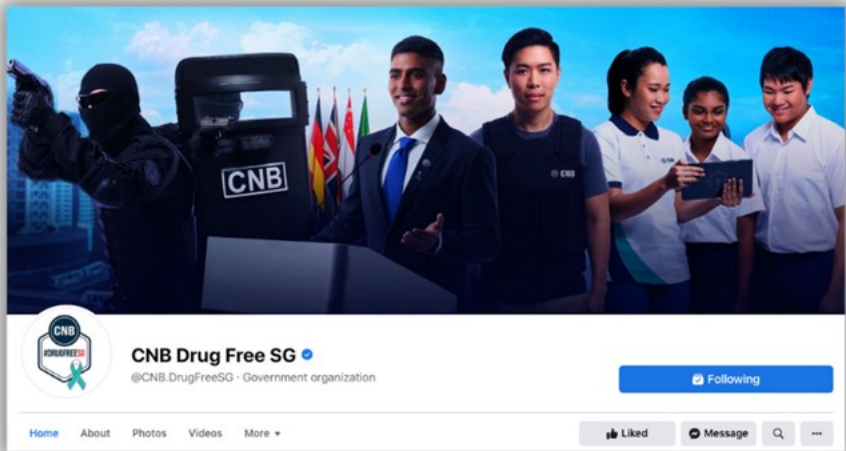 CNB
CNB
CNB
#DRUGFREESG
CNB Drug Free SG
@CNB.DrugFreeSG · Government organization
Following
Home About Photos Videos More
Liked Message ...